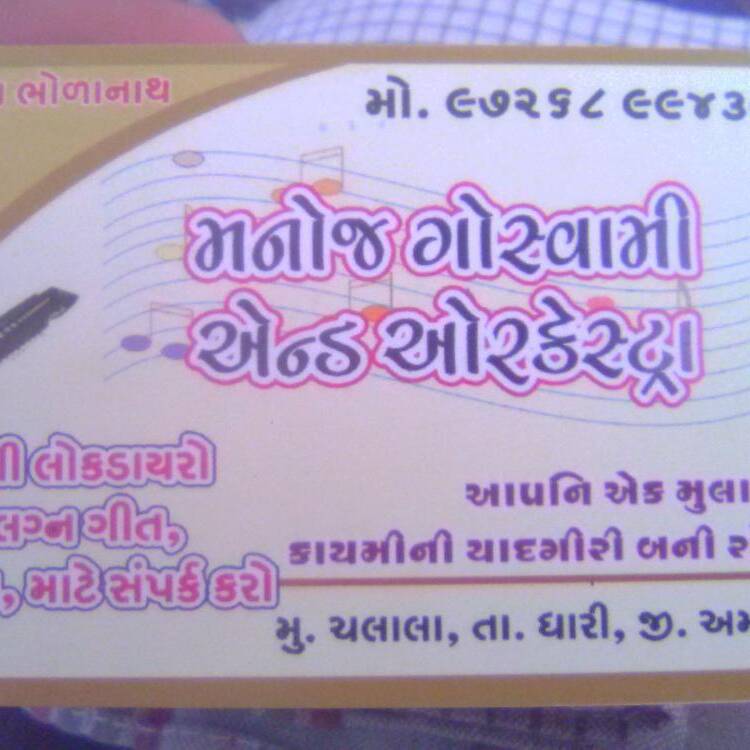 ભોળાનાથ
મો. ૯૭૨૬૮ ૯૯૪૩
મનોજ ગોસ્વામી
એન્ડ ઓરકેસ્ટ્રા
લોકડાયરો
લગ્ન ગીત,
, માટે સંપર્ક કરો
આપનિ એક
કાયમીની યાદગીરી બની
મુ. ચલાલા, તા. ધારી, જી.